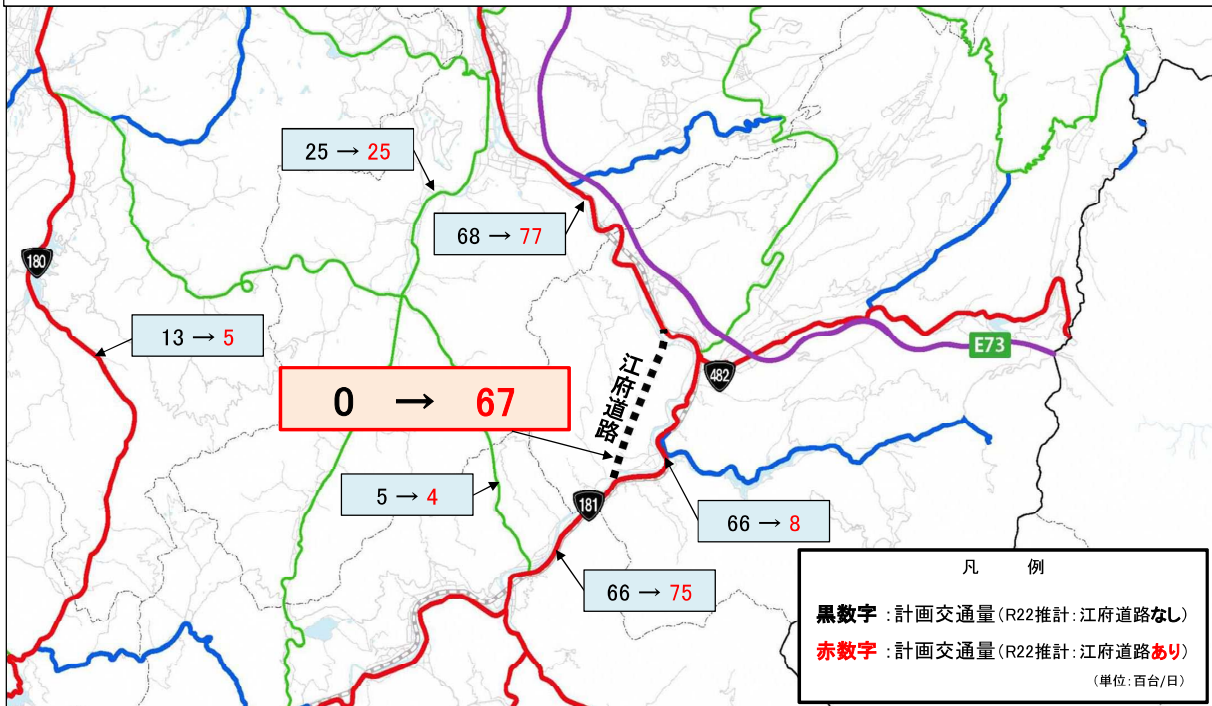 25 → 25
68 → 77
180
13 → 5
E73
482
江府道路
0 → 67
5 → 4
181
66 → 8
66 → 75
凡 例
黒数字：計画交通量(R22推計：江府道路なし)
赤数字：計画交通量(R22推計：江府道路あり)
(単位：百台/日)